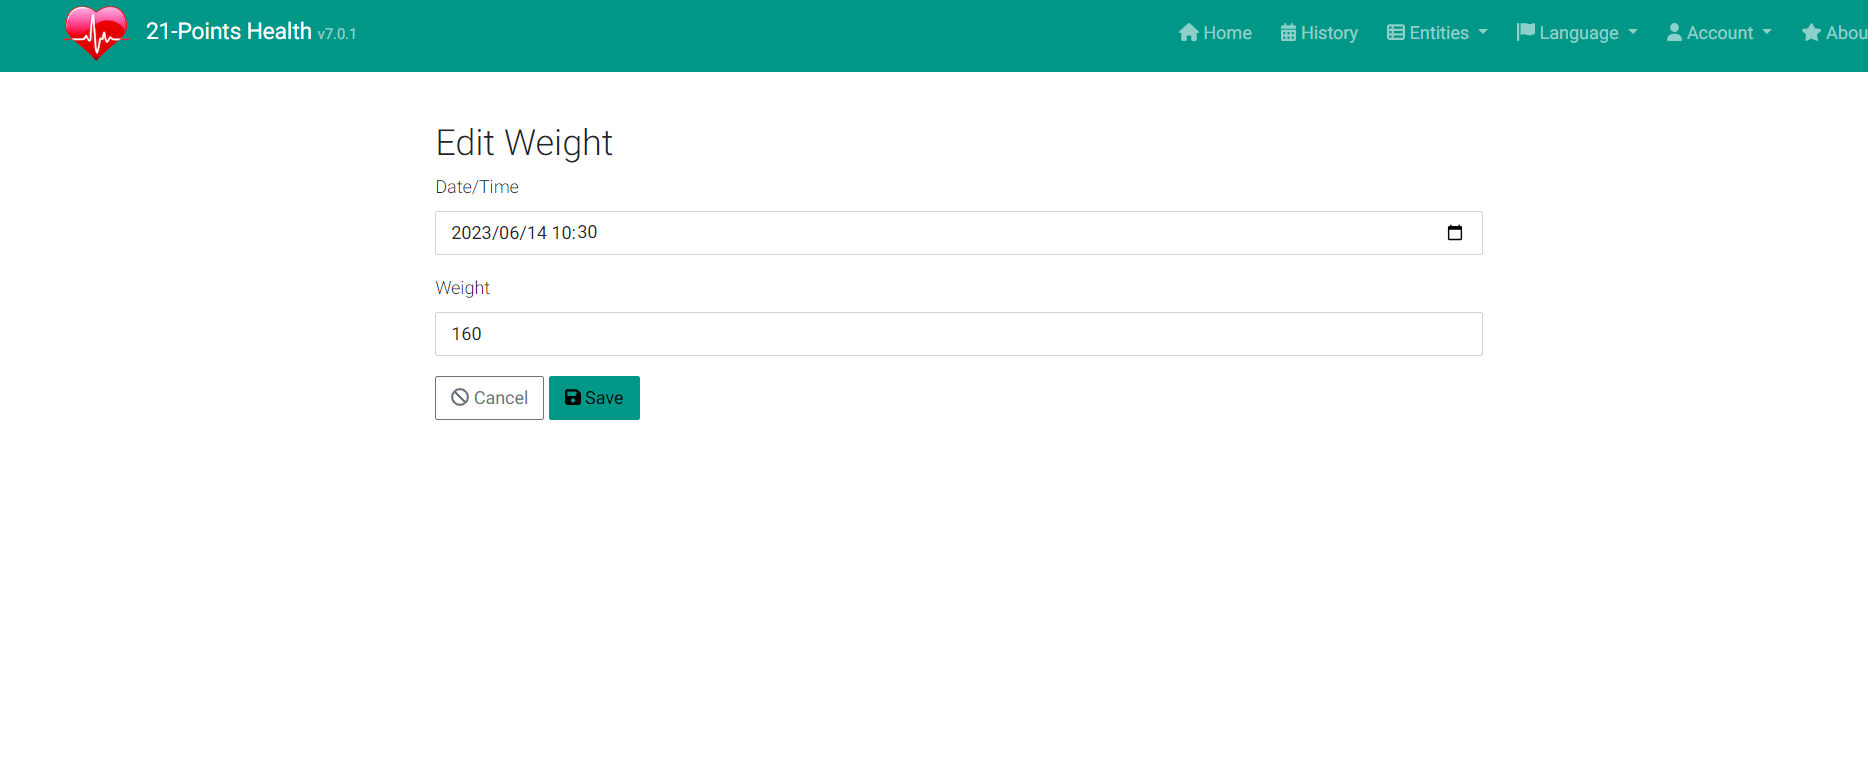 21-Points Health v7.0.1
Home History Entities Language Account Abou
Edit Weight
Date/Time
2023/06/14 10:30
Weight
160
Cancel Save